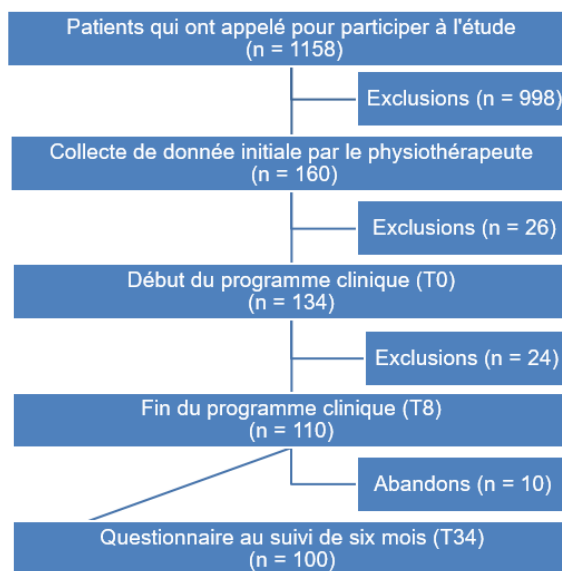 Patients qui ont appelé pour participer à l'étude
(n = 1158)
Exclusions (n = 998)
Collecte de donnée initiale par le physiothérapeute
(n = 160)
Exclusions (n = 26)
Début du programme clinique (T0)
(n = 134)
Exclusions (n = 24)
Fin du programme clinique (T8)
(n = 110)
Abandons (n = 10)
Questionnaire au suivi de six mois (T34)
(n = 100)